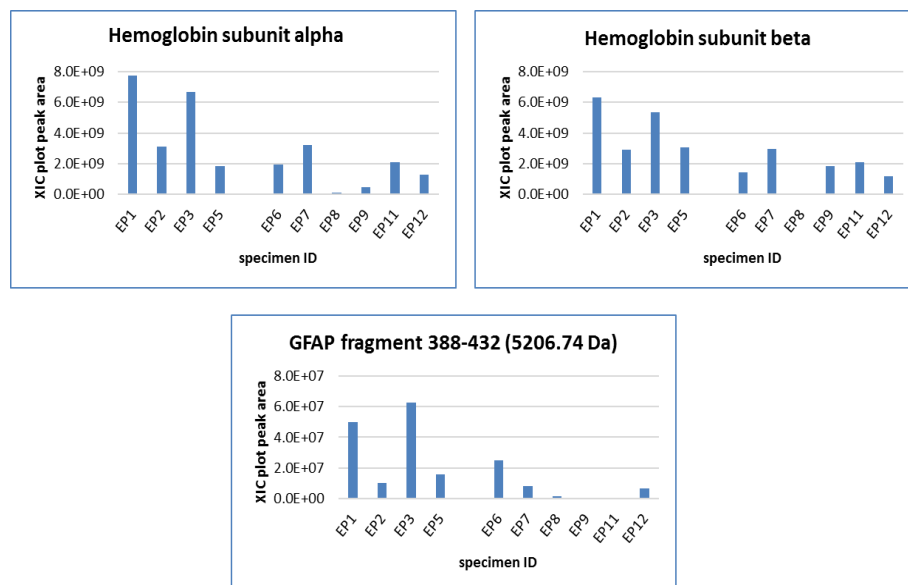 Hemoglobin subunit alpha
XIC plot peak area
8.0E+09
6.0E+09
4.0E+09
2.0E+09
0.0E+00
EP1 EP2 EP3 EP5 EP6 EP7 EP8 EP9 EP11 EP12
specimen ID
Hemoglobin subunit beta
XIC plot peak area
8.0E+09
6.0E+09
4.0E+09
2.0E+09
0.0E+00
EP1 EP2 EP3 EP5 EP6 EP7 EP8 EP9 EP11 EP12
specimen ID
GFAP fragment 388-432 (5206.74 Da)
XIC plot peak area
8.0E+07
6.0E+07
4.0E+07
2.0E+07
0.0E+00
EP1 EP2 EP3 EP5 EP6 EP7 EP8 EP9 EP11 EP12
specimen ID